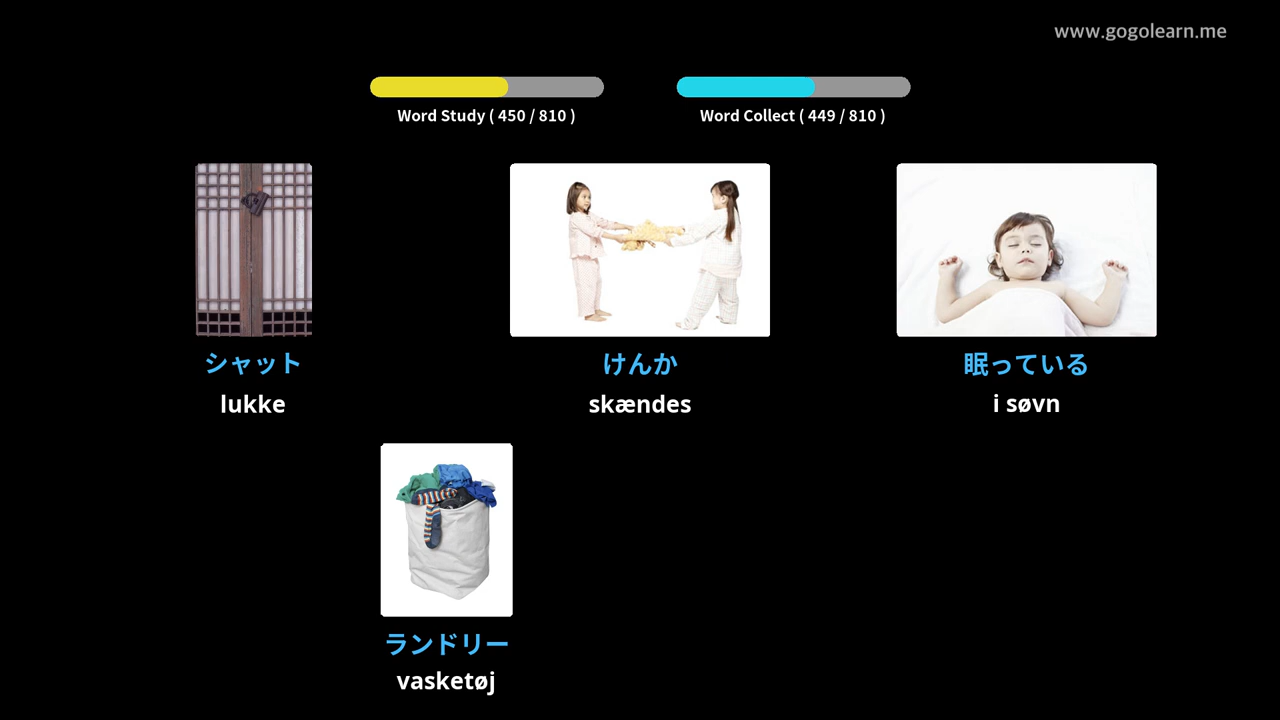 www.gogolearn.me
Word Study ( 450 / 810 )
Word Collect ( 449 / 810 )
シャット
lukke
けんか
skændes
眠っている
i søvn
ランドリー
vasketøj